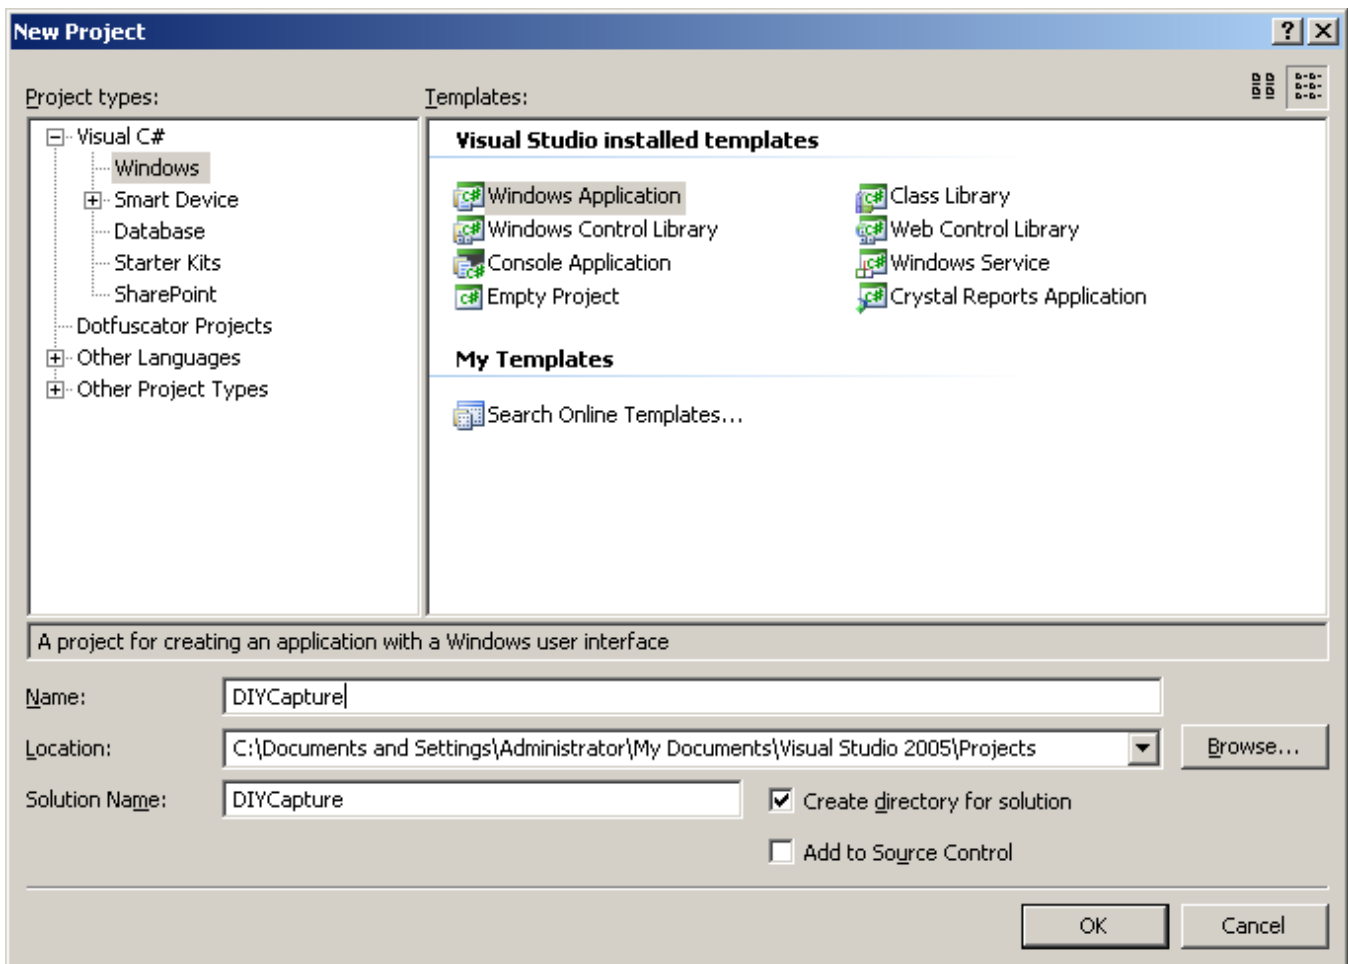 New Project
Project types:
Templates:
Visual C#
Windows
Smart Device
Database
Starter Kits
SharePoint
Dotfuscator Projects
Other Languages
Other Project Types
Visual Studio installed templates
Windows Application
Class Library
Windows Control Library
Web Control Library
Console Application
Windows Service
Empty Project
Crystal Reports Application
My Templates
Search Online Templates...
A project for creating an application with a Windows user interface
Name:
DIYCapture
Location:
C:\Documents and Settings\Administrator\My Documents\Visual Studio 2005\Projects
Browse...
Solution Name:
DIYCapture
Create directory for solution
Add to Source Control
OK
Cancel